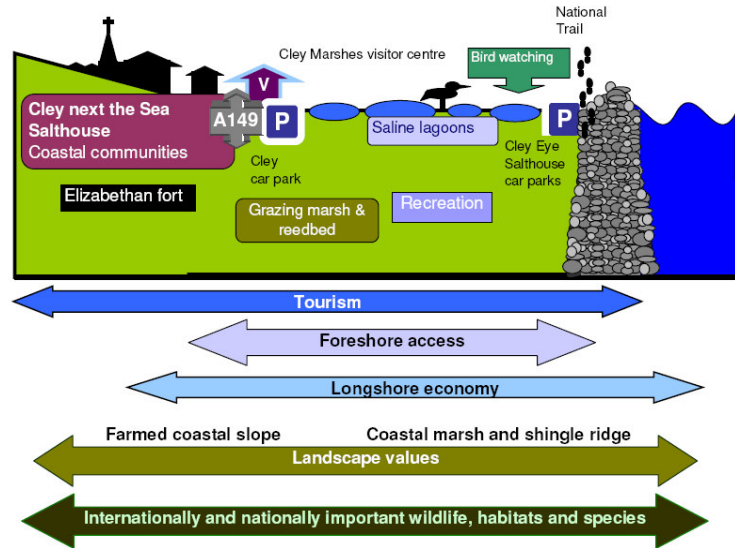 National
Trail
Cley Marshes visitor centre
Bird watching
V
Cley next the Sea
Salthouse
Coastal communities
A149
P
Saline lagoons
P
Cley
car park
Cley Eye
Salthouse
car parks
Elizabethan fort
Grazing marsh &
reedbed
Recreation
Tourism
Foreshore access
Longshore economy
Farmed coastal slope
Coastal marsh and shingle ridge
Landscape values
Internationally and nationally important wildlife, habitats and species